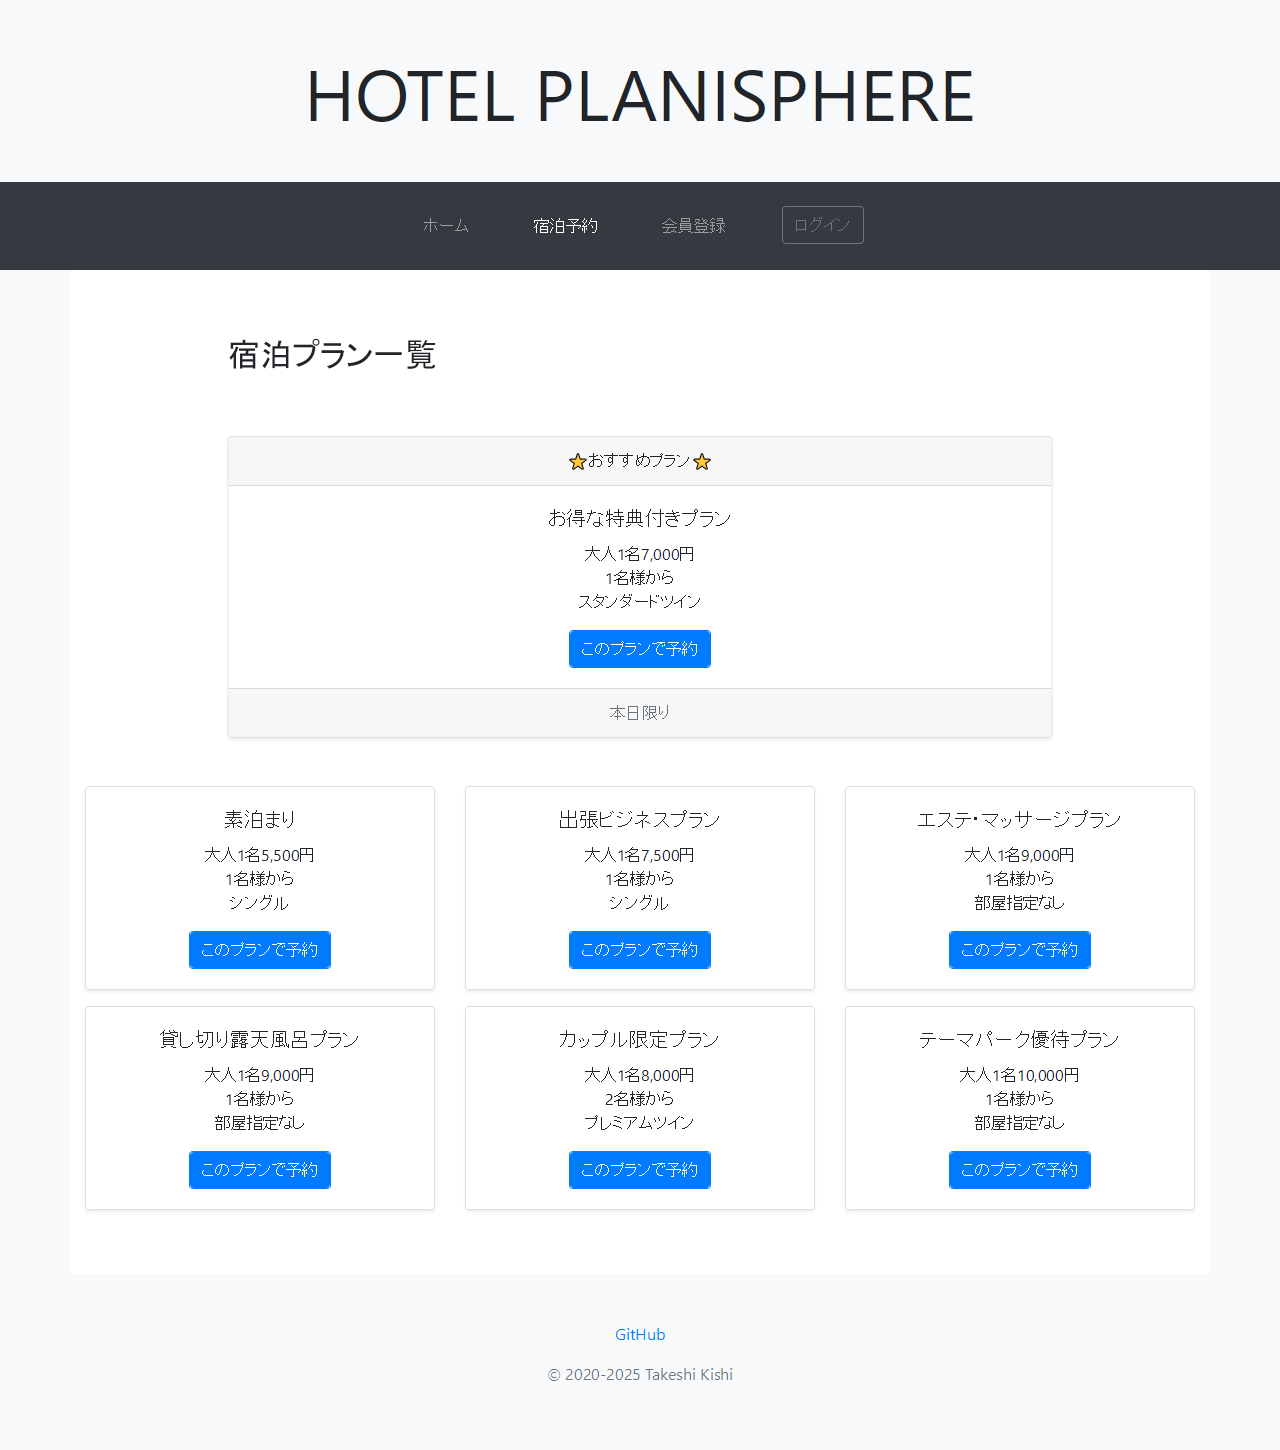 HOTEL PLANISPHERE
ホーム 宿泊予約 会員登録 ログイン
宿泊プラン一覧
⭐おすすめプラン⭐
お得な特典付きプラン
大人1名7,000円
1名様から
スタンダードツイン
このプランで予約
本日限り
素泊まり
大人1名5,500円
1名様から
シングル
このプランで予約
出張ビジネスプラン
大人1名7,500円
1名様から
シングル
このプランで予約
エステ・マッサージプラン
大人1名9,000円
1名様から
部屋指定なし
このプランで予約
貸し切り露天風呂プラン
大人1名9,000円
1名様から
部屋指定なし
このプランで予約
カップル限定プラン
大人1名8,000円
2名様から
プレミアムツイン
このプランで予約
テーマパーク優待プラン
大人1名10,000円
1名様から
部屋指定なし
このプランで予約
GitHub
© 2020-2025 Takeshi Kishi